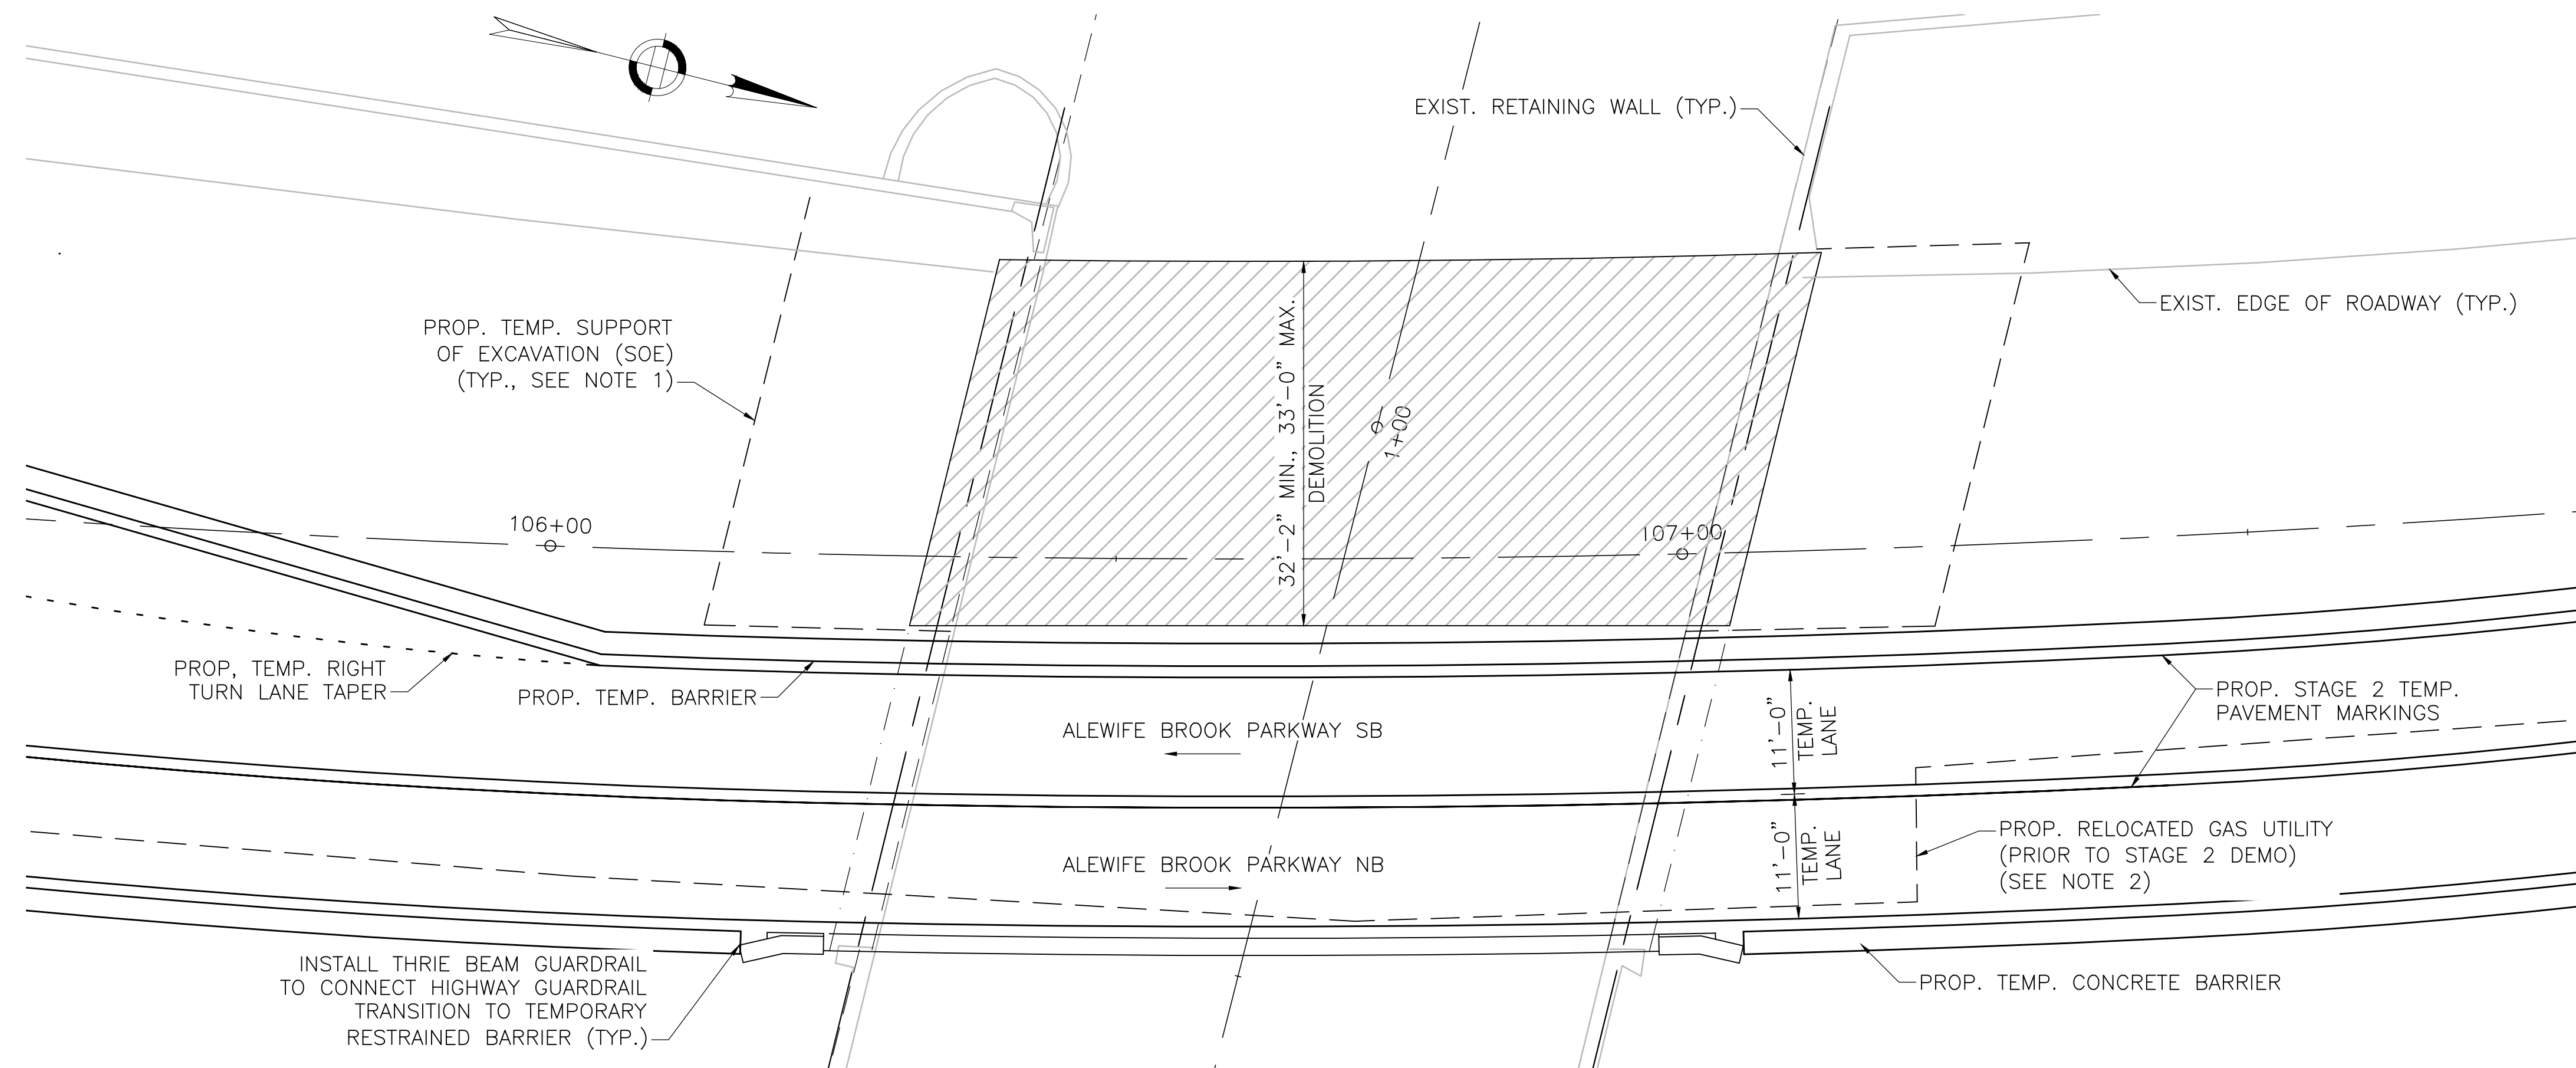 EXIST. RETAINING WALL (TYP.)
EXIST. EDGE OF ROADWAY (TYP.)
PROP. TEMP. SUPPORT
OF EXCAVATION (SOE)
(TYP., SEE NOTE 1)
32'-2" MIN., 33'-0" MAX.
DEMOLITION
1+00
106+00
107+00
PROP, TEMP. RIGHT
TURN LANE TAPER
PROP. TEMP. BARRIER
ALEWIFE BROOK PARKWAY SB
11'-0"
TEMP.
LANE
PROP. STAGE 2 TEMP.
PAVEMENT MARKINGS
ALEWIFE BROOK PARKWAY NB
11'-0"
TEMP.
LANE
PROP. RELOCATED GAS UTILITY
(PRIOR TO STAGE 2 DEMO)
(SEE NOTE 2)
INSTALL THRIE BEAM GUARDRAIL
TO CONNECT HIGHWAY GUARDRAIL
TRANSITION TO TEMPORARY
RESTRAINED BARRIER (TYP.)
PROP. TEMP. CONCRETE BARRIER